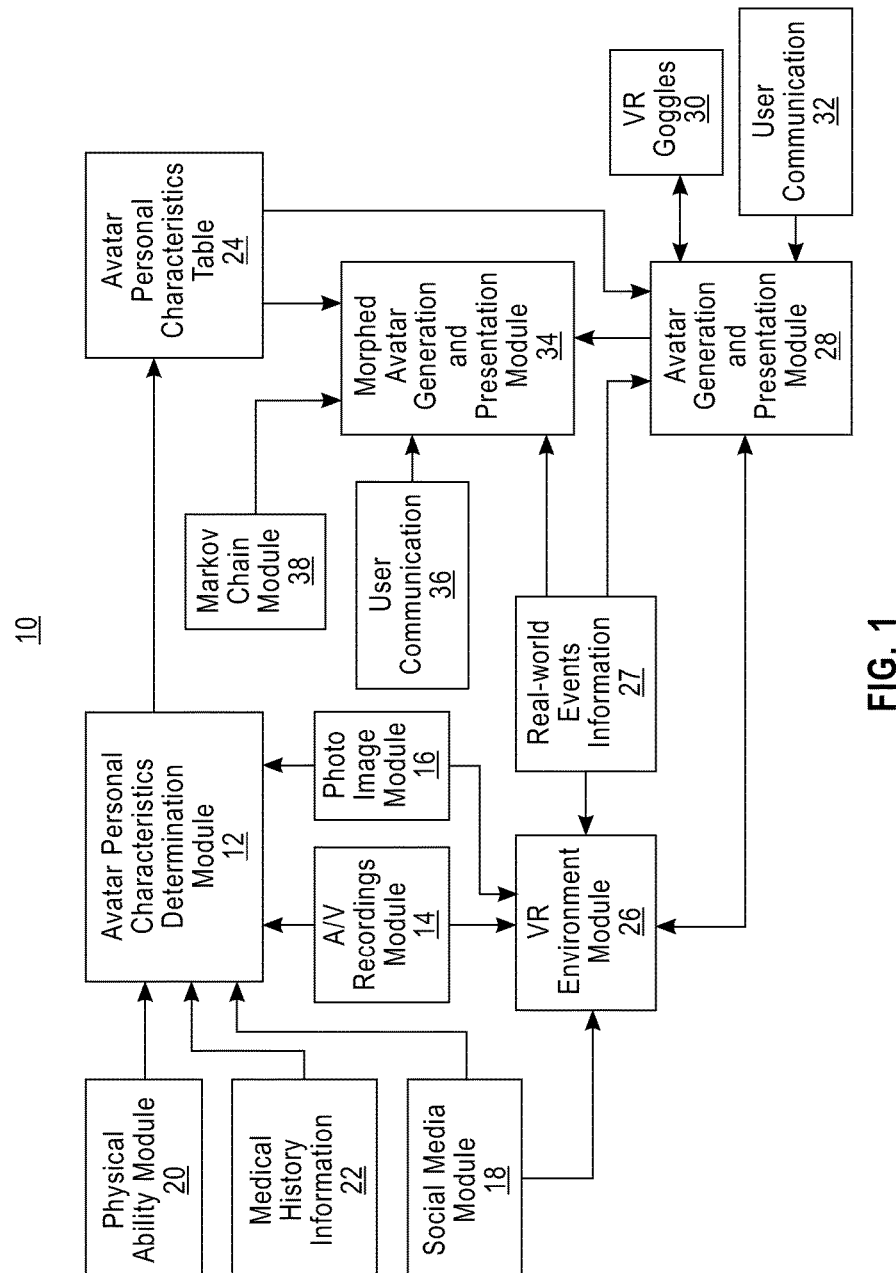 10
Physical
Ability Module
20
Medical
History
Information
22
Social Media
Module
18
Avatar Personal
Characteristics
Determination
Module
12
A/V
Recordings
Module
14
Photo
Image
Module
16
VR
Environment
Module
26
Real-world
Events
Information
27
Markov
Chain
Module
38
User
Communication
36
Avatar
Personal
Characteristics
Table
24
Morphed
Avatar
Generation
and
Presentation
Module
34
Avatar
Generation
and
Presentation
Module
28
VR
Goggles
30
User
Communication
32
FIG. 1